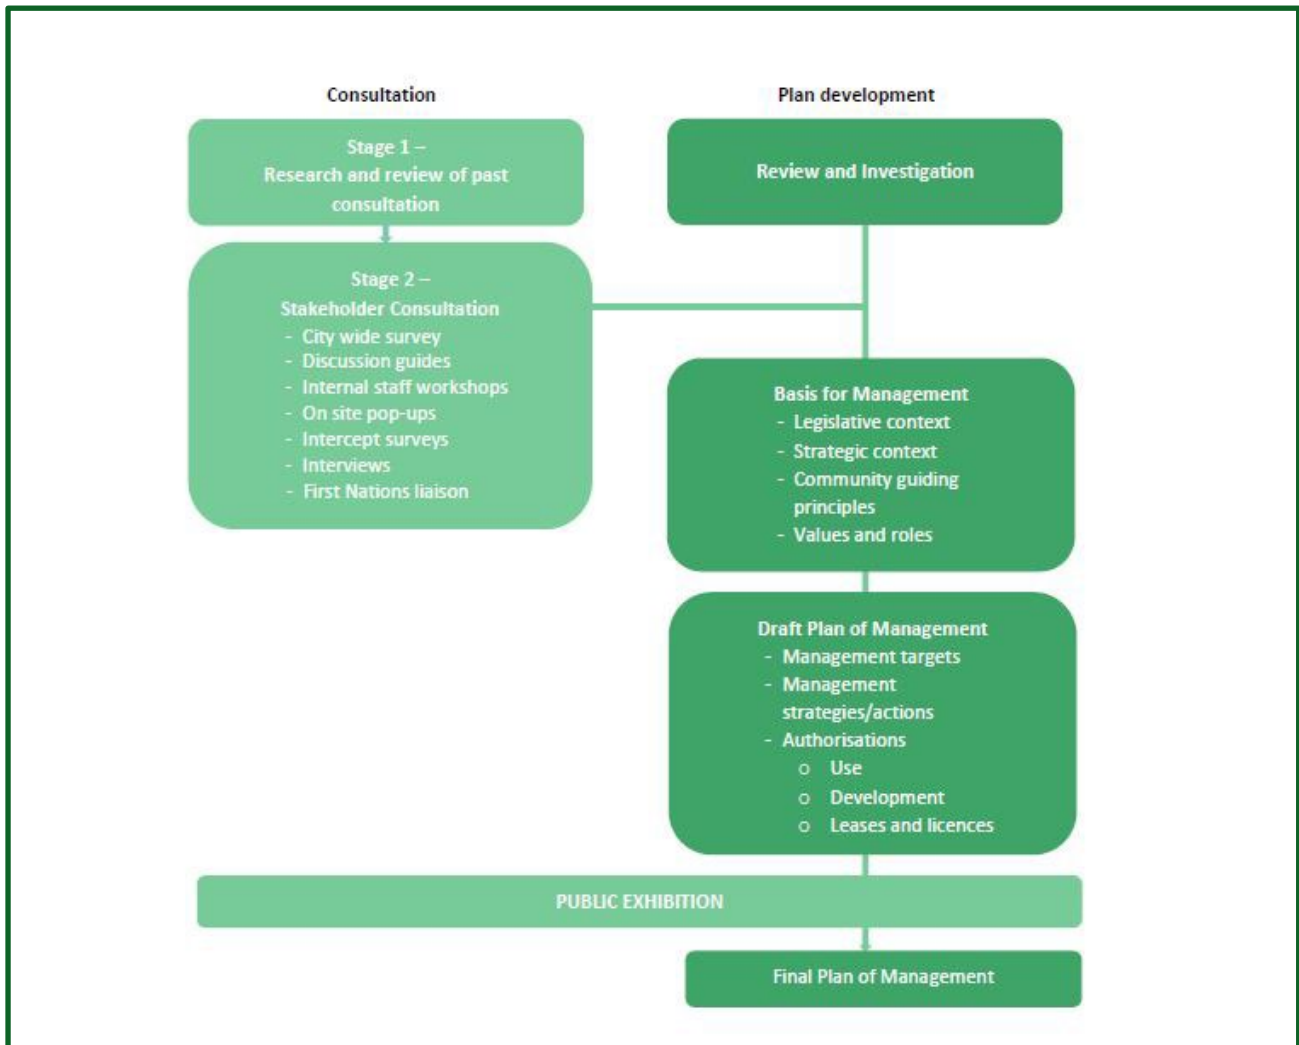 Consultation
Plan development
Stage 1 –
Research and review of past
consultation
Review and Investigation
Stage 2 –
Stakeholder Consultation
- City wide survey
- Discussion guides
- Internal staff workshops
- On site pop-ups
- Intercept surveys
- Interviews
- First Nations liaison
Basis for Management
- Legislative context
- Strategic context
- Community guiding
principles
- Values and roles
Draft Plan of Management
- Management targets
- Management
strategies/actions
- Authorisations
o Use
o Development
o Leases and licences
PUBLIC EXHIBITION
Final Plan of Management